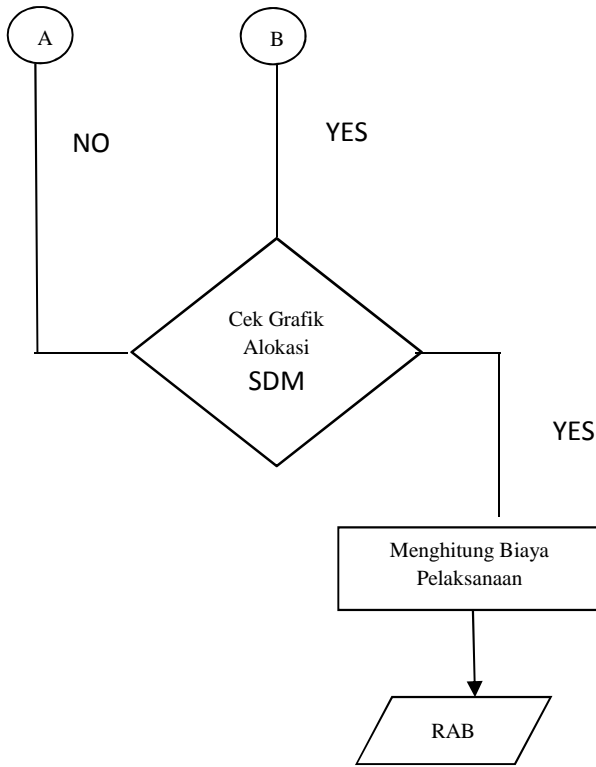 A
B
NO
YES
Cek Grafik
Alokasi
SDM
YES
Menghitung Biaya
Pelaksanaan
RAB